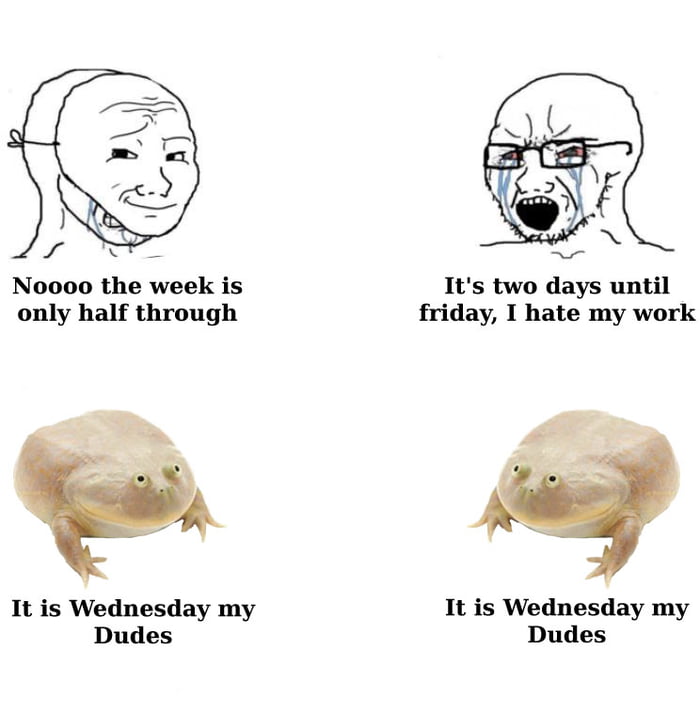 Noooo the week is
only half through
It's two days until
friday, I hate my work
It is Wednesday my
Dudes
It is Wednesday my
Dudes